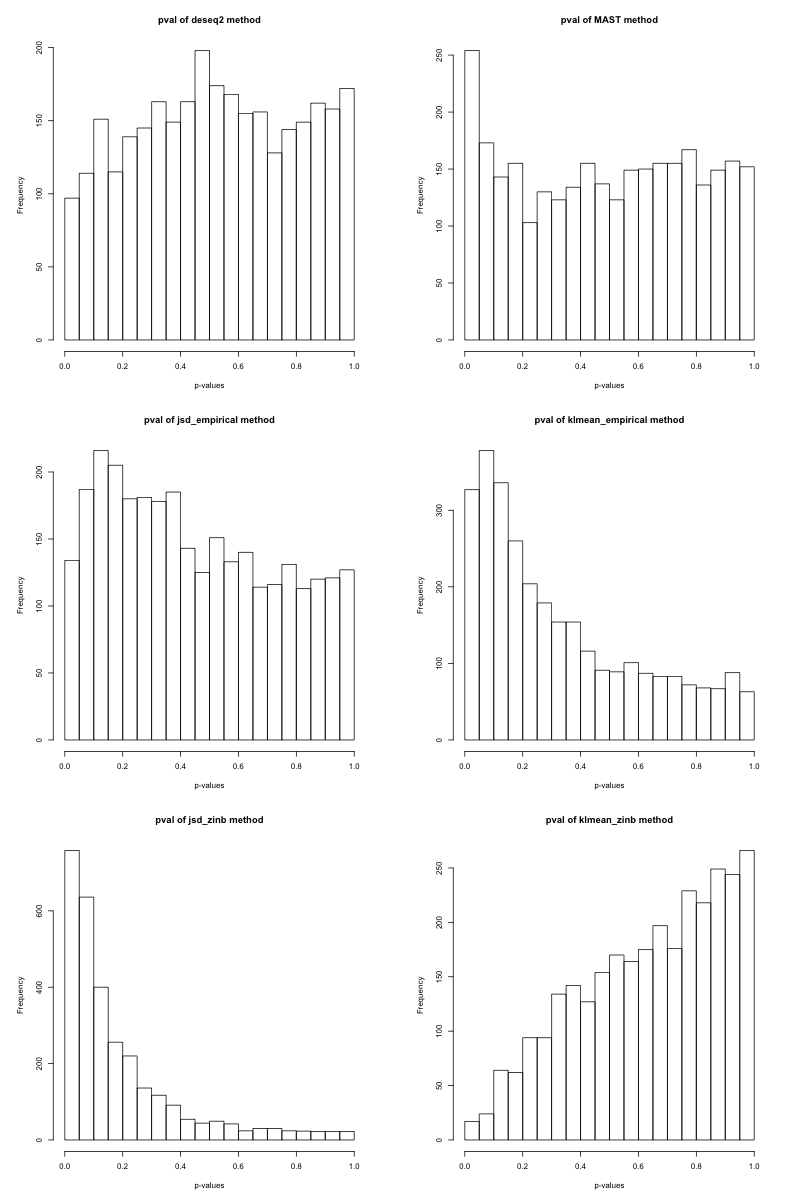 pval of deseq2 method
Frequency
0
50
100
150
200
0.0 0.2 0.4 0.6 0.8 1.0
p-values
pval of MAST method
Frequency
0
50
100
150
200
250
0.0 0.2 0.4 0.6 0.8 1.0
p-values
pval of jsd_empirical method
Frequency
0
50
100
150
200
0.0 0.2 0.4 0.6 0.8 1.0
p-values
pval of klmean_empirical method
Frequency
0
100
200
300
0.0 0.2 0.4 0.6 0.8 1.0
p-values
pval of jsd_zinb method
Frequency
0
200
400
600
0.0 0.2 0.4 0.6 0.8 1.0
p-values
pval of klmean_zinb method
Frequency
0
50
100
150
200
250
0.0 0.2 0.4 0.6 0.8 1.0
p-values